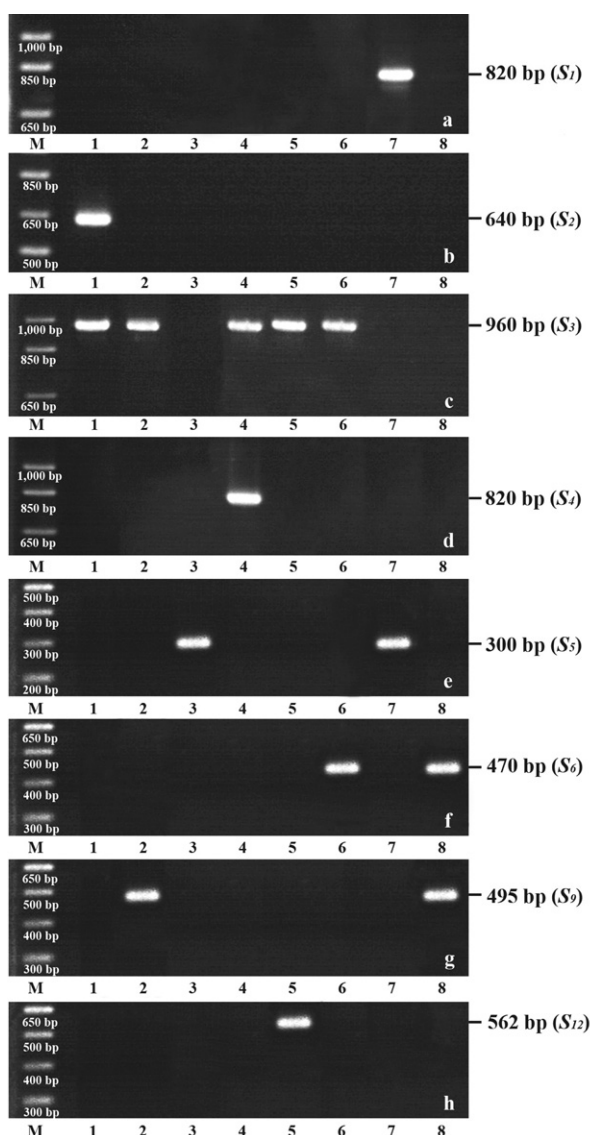 1,000 bp
850 bp
820 bp (S1)
650 bp
a
M 1 2 3 4 5 6 7 8
850 bp
650 bp
640 bp (S2)
500 bp
b
M 1 2 3 4 5 6 7 8
1,000 bp
960 bp (S3)
850 bp
650 bp
c
M 1 2 3 4 5 6 7 8
1,000 bp
850 bp
820 bp (S4)
650 bp
d
M 1 2 3 4 5 6 7 8
500 bp
400 bp
300 bp
300 bp (S5)
200 bp
e
M 1 2 3 4 5 6 7 8
650 bp
500 bp
470 bp (S6)
400 bp
300 bp
f
M 1 2 3 4 5 6 7 8
650 bp
500 bp
495 bp (S9)
400 bp
300 bp
g
M 1 2 3 4 5 6 7 8
650 bp
562 bp (S12)
500 bp
400 bp
300 bp
h
M 1 2 3 4 5 6 7 8